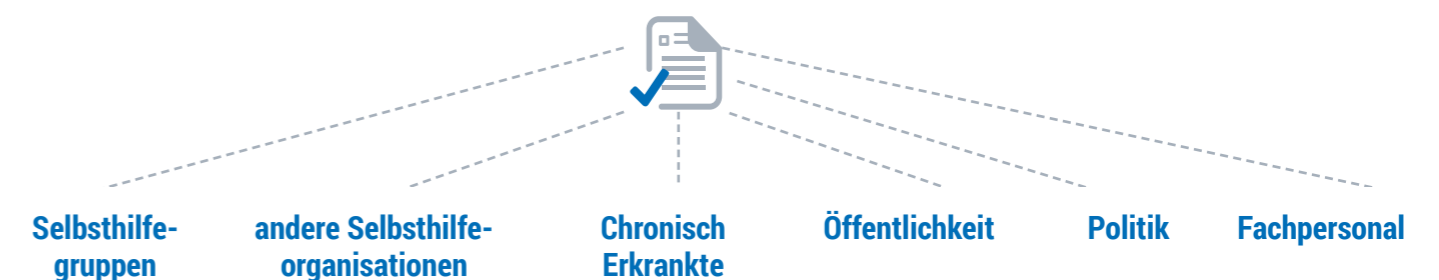 Selbsthilfe-
gruppen
andere Selbsthilfe-
organisationen
Chronisch
Erkrankte
Öffentlichkeit
Politik
Fachpersonal